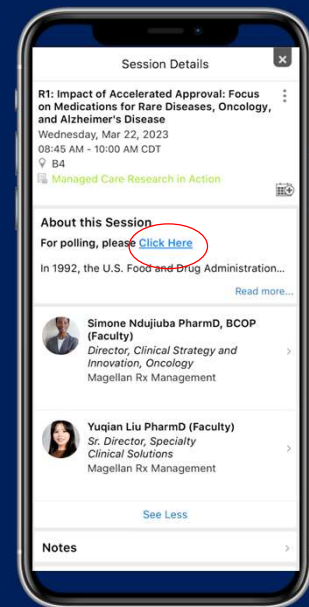 Session Details
R1: Impact of Accelerated Approval: Focus
on Medications for Rare Diseases, Oncology,
and Alzheimer's Disease
Wednesday, Mar 22, 2023
08:45 AM - 10:00 AM CDT
B4
Managed Care Research in Action
About this Session
For polling, please Click Here
In 1992, the U.S. Food and Drug Administration...
Read more...
Simone Ndujiuba PharmD, BCOP
(Faculty)
Director, Clinical Strategy and
Innovation, Oncology
Magellan Rx Management
Yuqian Liu PharmD (Faculty)
Sr. Director, Specialty
Clinical Solutions
Magellan Rx Management
See Less
Notes